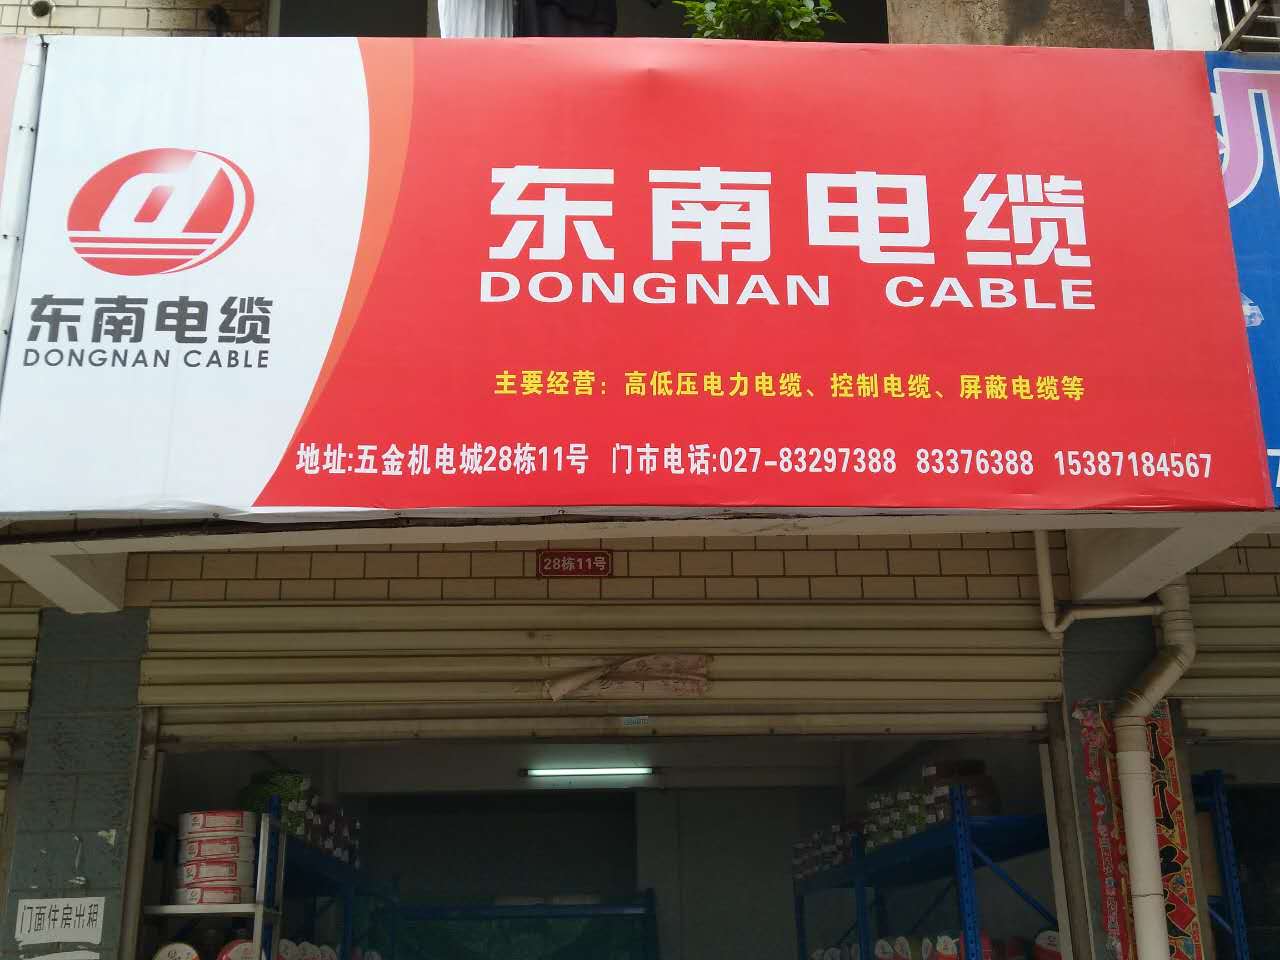 东南电缆
DONGNAN CABLE
东南电缆
DONGNAN CABLE
主要经营：高低压电力电缆、控制电缆、屏蔽电缆等
地址:五金机电城28栋11号 门市电话:027-83297388 83376388 15387184567
28栋11号
门面住房出租